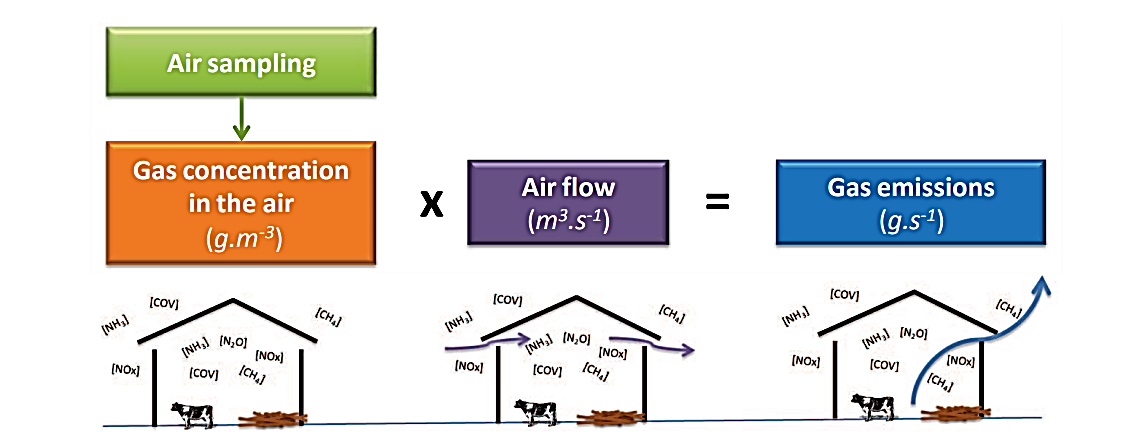 Air sampling
Gas concentration
in the air
(g.m⁻³)
x
Air flow
(m³.s⁻¹)
=
Gas emissions
(g.s⁻¹)
[NH₃]
[COV]
[CH₄]
[NH₃]
[N₂O]
[NOx]
[NOx]
[COV]
[CH₄]
[NH₃]
[COV]
[CH₄]
[NH₃]
[N₂O]
[NOx]
[NOx]
[COV]
[CH₄]
[NH₃]
[COV]
[CH₄]
[NH₃]
[N₂O]
[NOx]
[COV]
[NOx]
[CH₄]